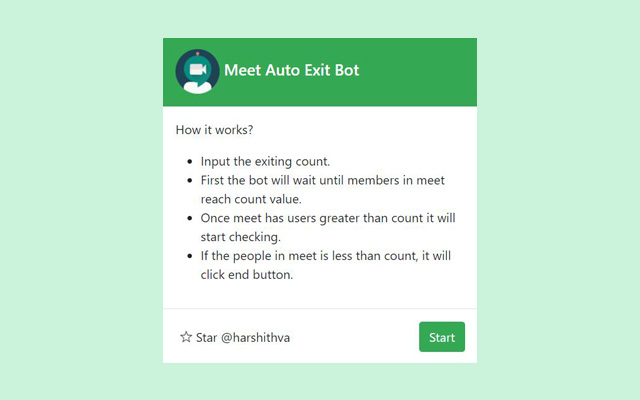 Meet Auto Exit Bot
How it works?
Input the exiting count.
First the bot will wait until members in meet
reach count value.
Once meet has users greater than count it will
start checking.
If the people in meet is less than count, it will
click end button.
Star @harshithva
Start